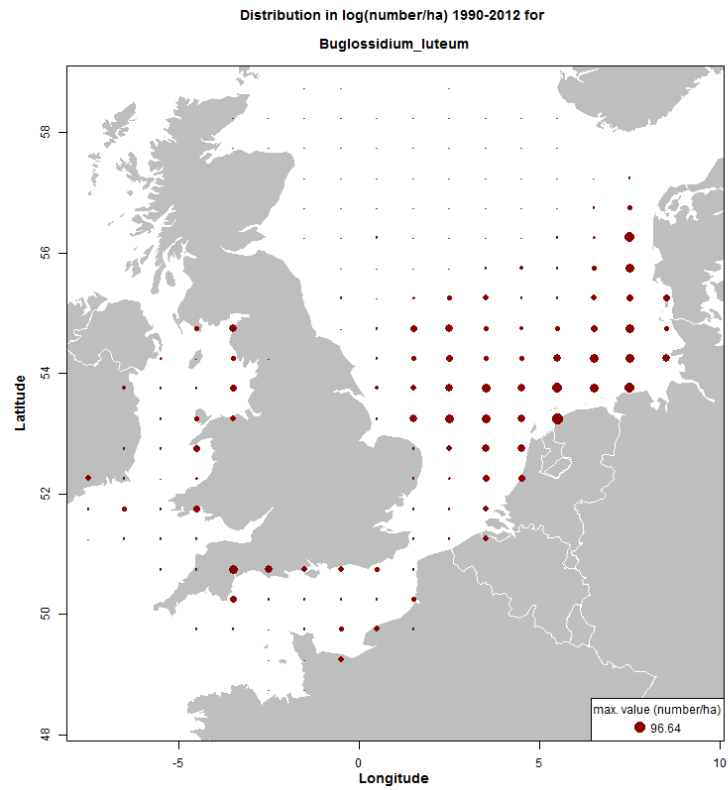 Distribution in log(number/ha) 1990-2012 for
Buglossidium_luteum
58
56
54
52
50
48
Latitude
-5
0
5
10
Longitude
max. value (number/ha)
96.64